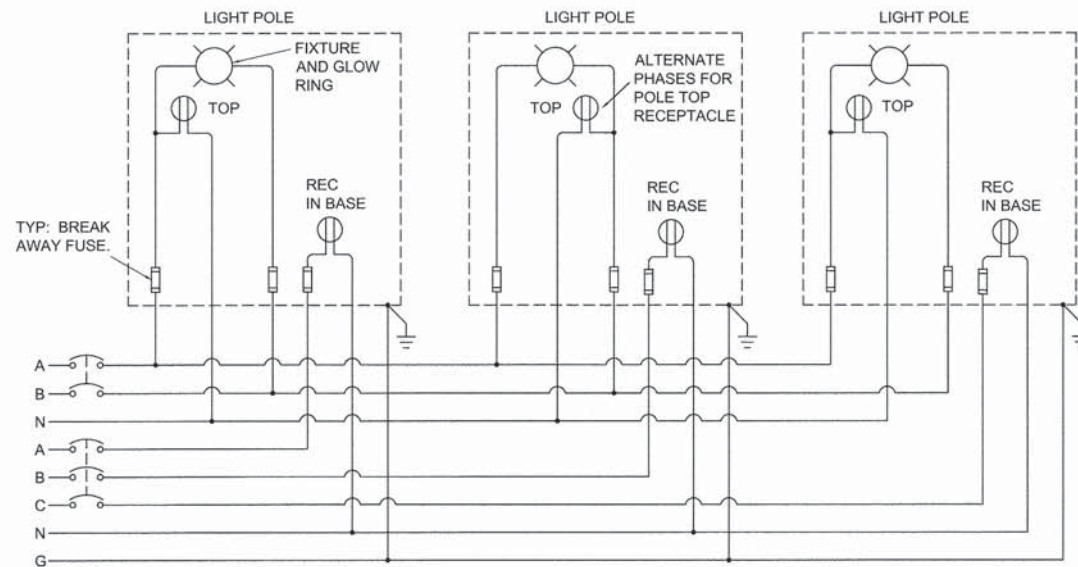 LIGHT POLE
LIGHT POLE
LIGHT POLE
FIXTURE
AND GLOW
RING
TOP
REC
IN BASE
TYP: BREAK
AWAY FUSE.
TOP
ALTERNATE
PHASES FOR
POLE TOP
RECEPTACLE
REC
IN BASE
TOP
REC
IN BASE
A
B
N
A
B
C
N
G